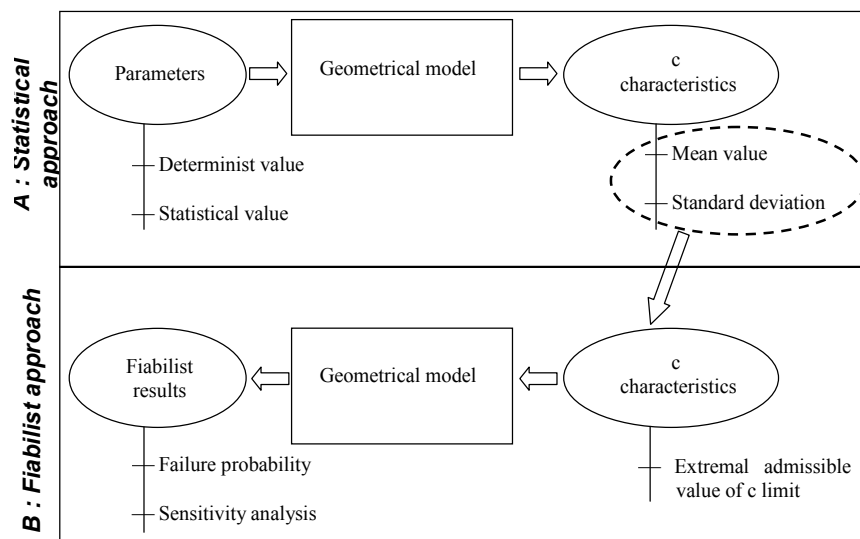 A : Statistical
approach
Parameters
Geometrical model
c
characteristics
Determinist value
Statistical value
Mean value
Standard deviation
B : Fiabilist approach
Fiabilist
results
Geometrical model
c
characteristics
Failure probability
Sensitivity analysis
Extremal admissible
value of c limit